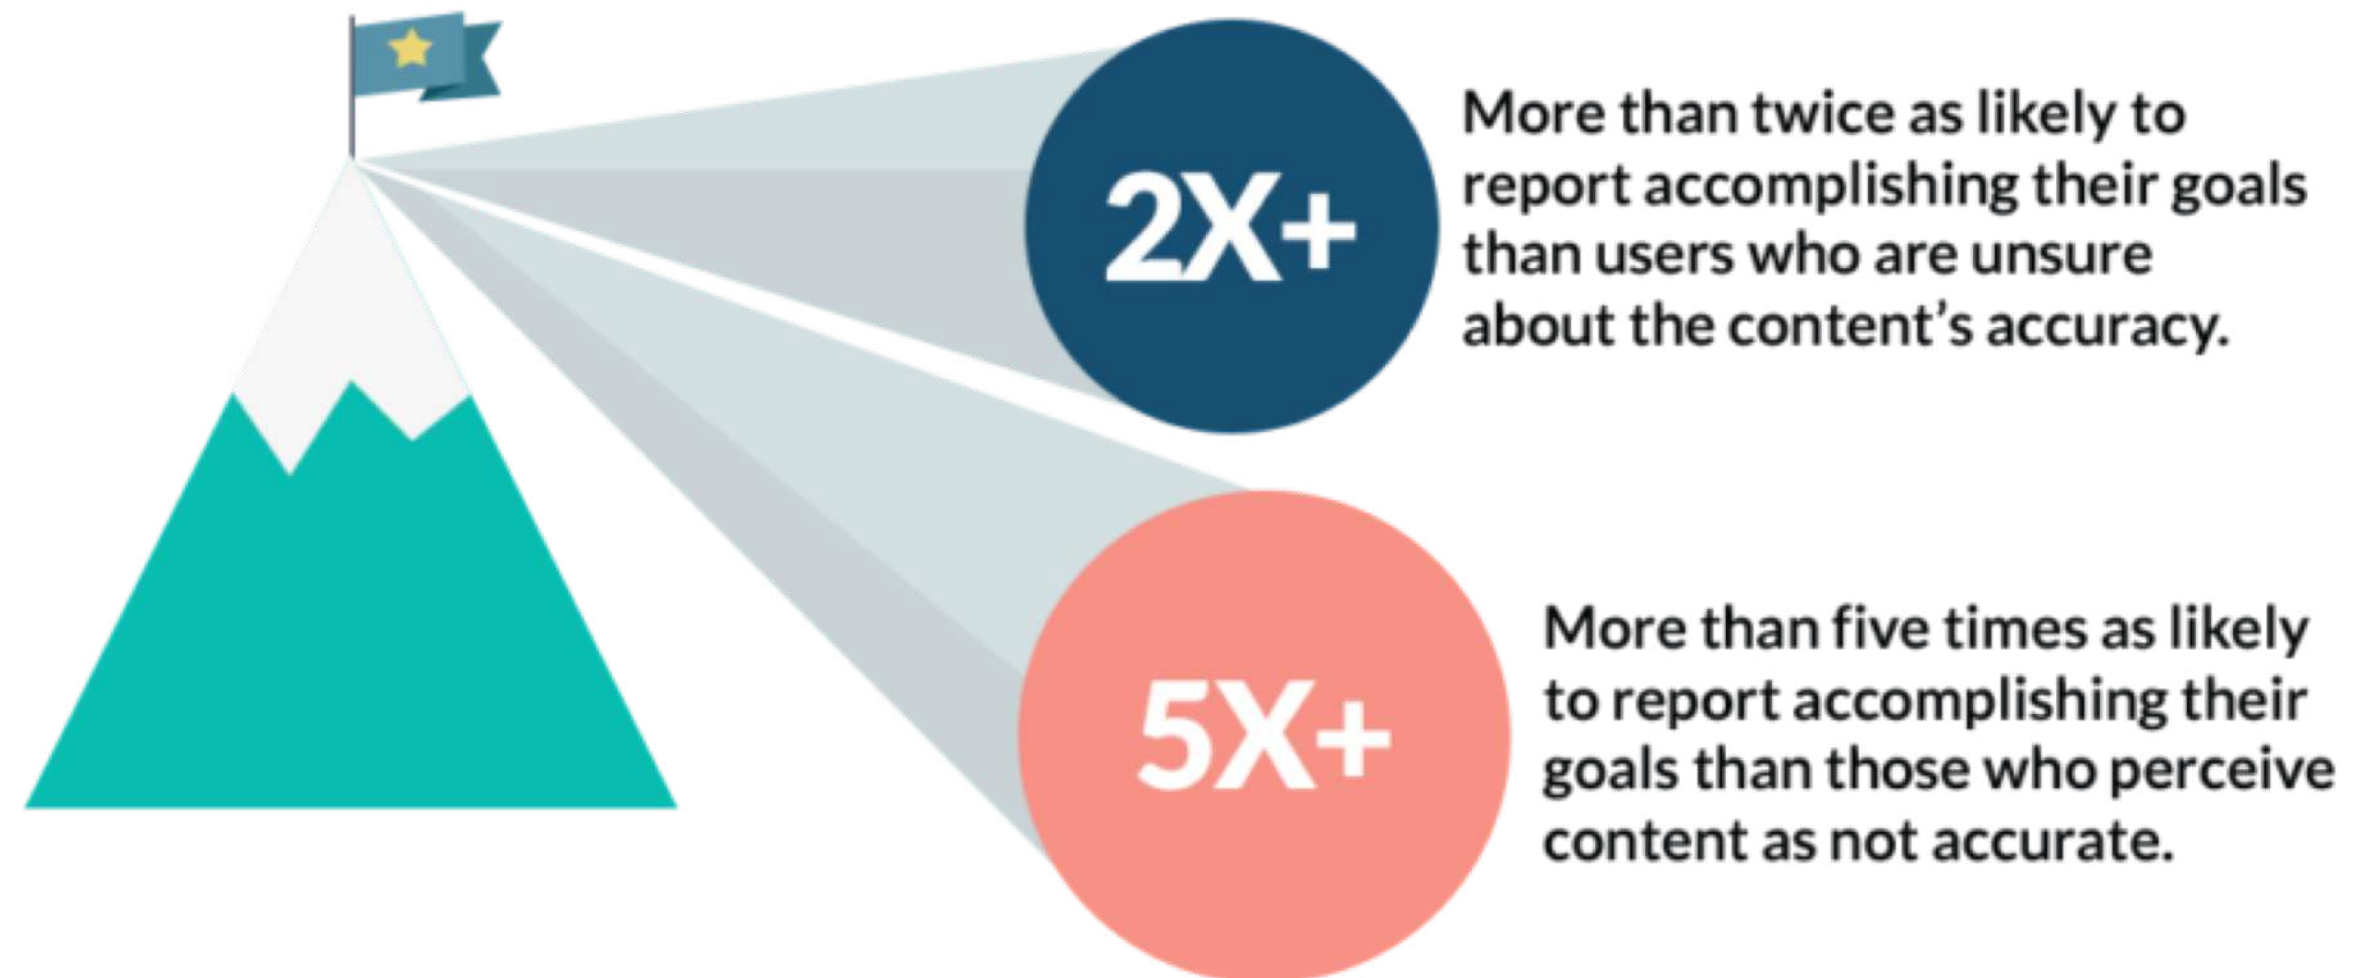 2X+
More than twice as likely to
report accomplishing their goals
than users who are unsure
about the content’s accuracy.
5X+
More than five times as likely
to report accomplishing their
goals than those who perceive
content as not accurate.